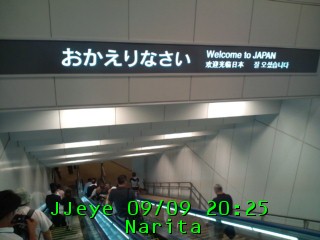 おかえりなさい
Welcome to JAPAN
欢迎光临日本 잘 오셨습니다
JJeye 09/09 20:25
Narita